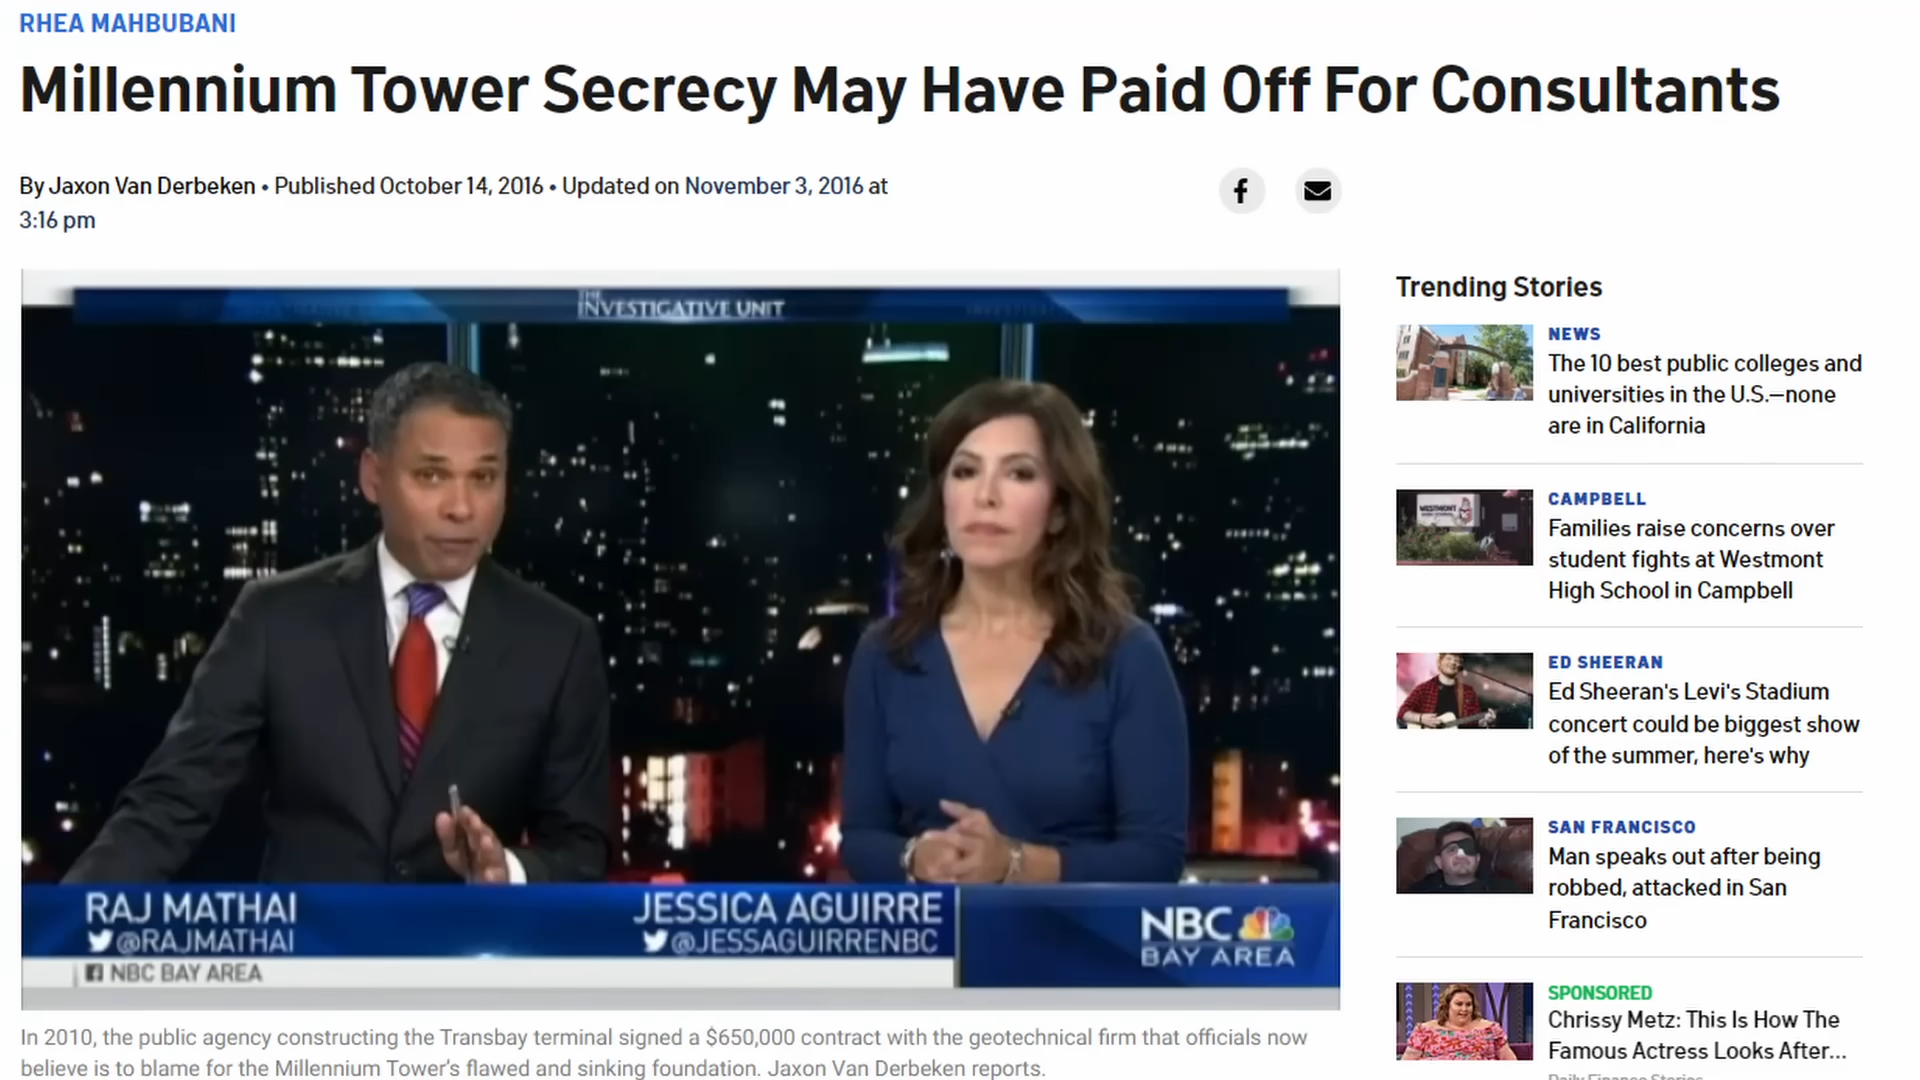 RHEA MAHBUBANI
Millennium Tower Secrecy May Have Paid Off For Consultants
By Jaxon Van Derbeken • Published October 14, 2016 • Updated on November 3, 2016 at
3:16 pm
THE
INVESTIGATIVE UNIT
RAJ MATHAI
@RAJMATHAI
JESSICA AGUIRRE
@JESSAGUIRRENBC
NBC
BAY AREA
NBC BAY AREA
In 2010, the public agency constructing the Transbay terminal signed a $650,000 contract with the geotechnical firm that officials now
believe is to blame for the Millennium Tower's flawed and sinking foundation. Jaxon Van Derbeken reports.
Trending Stories
NEWS
The 10 best public colleges and
universities in the U.S.—none
are in California
WESTMONT
CAMPBELL
Families raise concerns over
student fights at Westmont
High School in Campbell
ED SHEERAN
Ed Sheeran's Levi's Stadium
concert could be biggest show
of the summer, here's why
SAN FRANCISCO
Man speaks out after being
robbed, attacked in San
Francisco
SPONSORED
Chrissy Metz: This Is How The
Famous Actress Looks After...
Daily Finance Stories